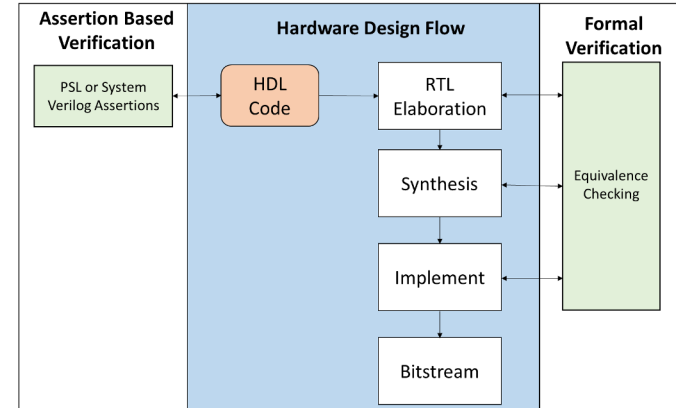 Assertion Based
Verification
Hardware Design Flow
Formal
Verification
PSL or System
Verilog Assertions
HDL
Code
RTL
Elaboration
Synthesis
Equivalence
Checking
Implement
Bitstream